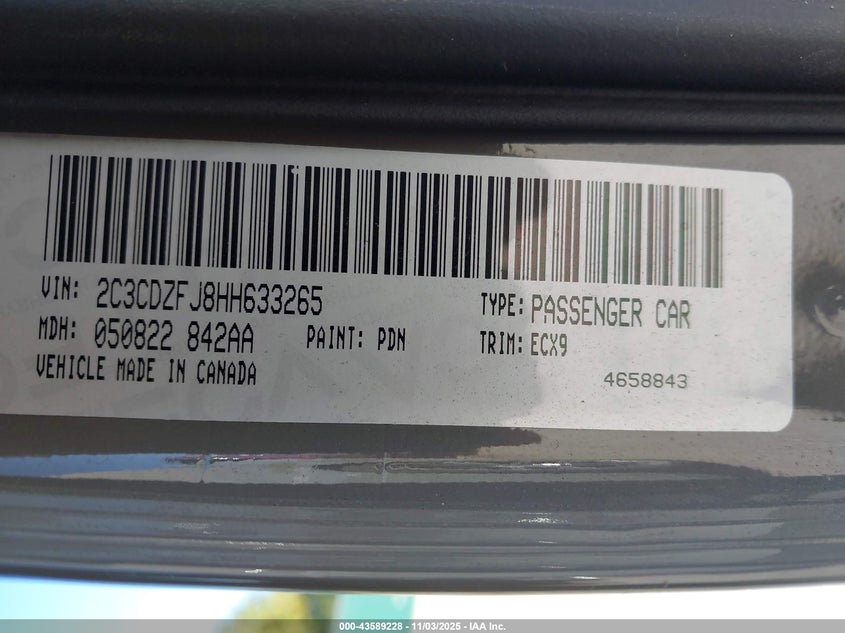 VIN: 2C3CDZFJ8HH633265 TYPE: PASSENGER CAR
MDH: 050822 842AA PAINT: PDN TRIM: ECX9
VEHICLE MADE IN CANADA 4658843
000-43589228 - 11/03/2025 - IAA Inc.